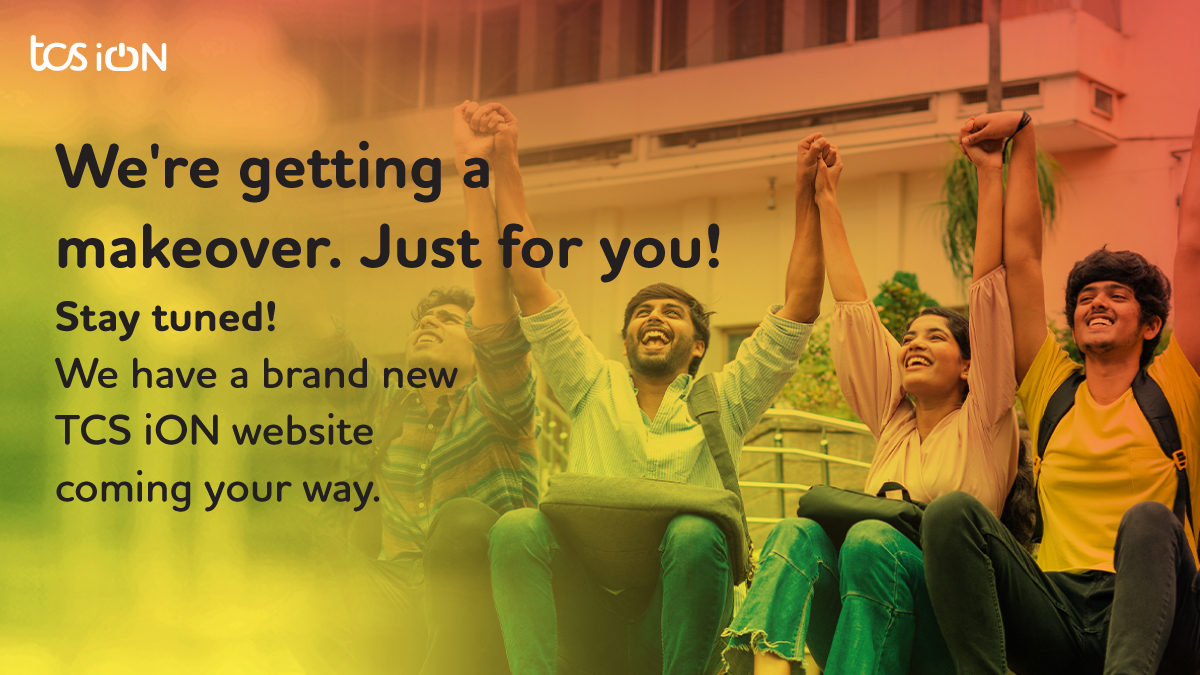 tcs iON
We're getting a
makeover. Just for you!
Stay tuned!
We have a brand new
TCS iON website
coming your way.